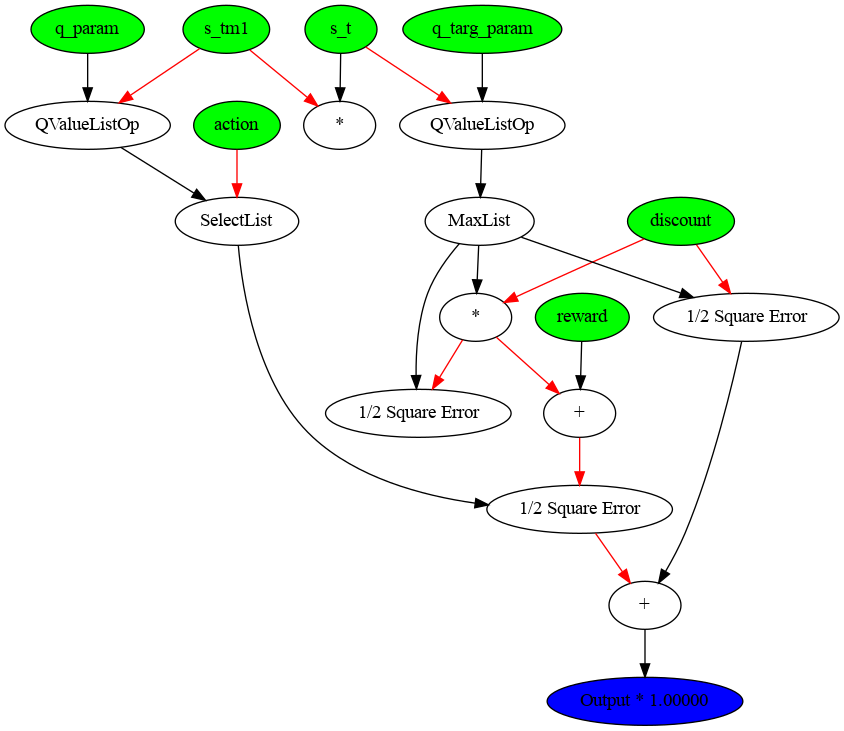 q_param
s_tm1
s_t
q_targ_param
QValueListOp
action
*
QValueListOp
SelectList
MaxList
discount
*
reward
1/2 Square Error
1/2 Square Error
+
1/2 Square Error
+
Output * 1.00000